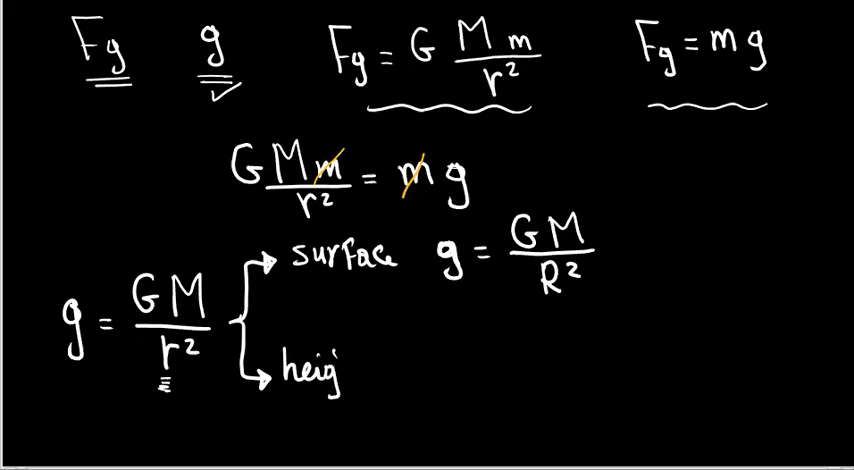 Fg g Fg = G Mm/r² Fg = mg
GMm/r² = mg
surface g = GM/R²
g = GM/r²
heig